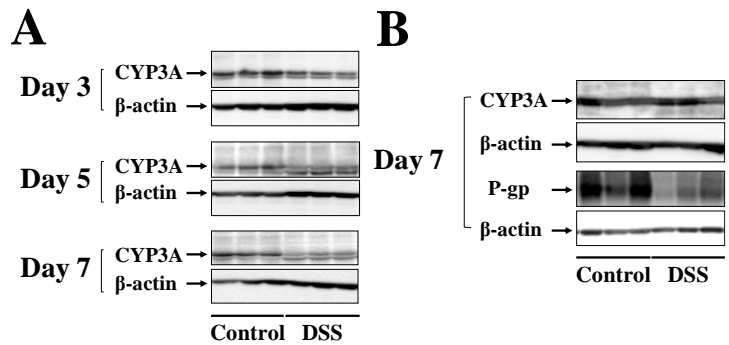 A
Day 3
CYP3A
β-actin
Day 5
CYP3A
β-actin
Day 7
CYP3A
β-actin
Control DSS
B
Day 7
CYP3A
β-actin
P-gp
β-actin
Control DSS